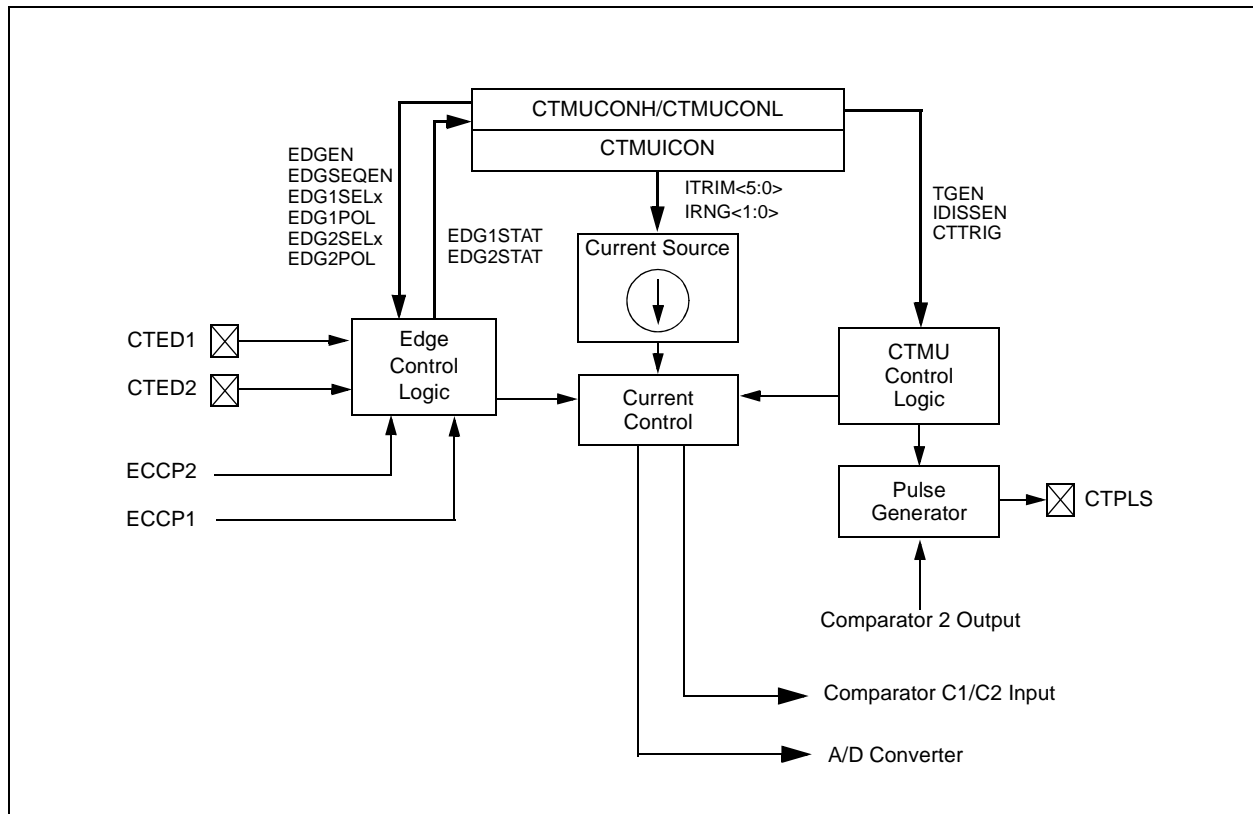 CTMUCONH/CTMUCONL
CTMUICON
EDGEN
EDGSEQEN
EDG1SELx
EDG1POL
EDG2SELx
EDG2POL
EDG1STAT
EDG2STAT
ITRIM<5:0>
IRNG<1:0>
TGEN
IDISSEN
CTTRIG
Current Source
CTED1
CTED2
Edge
Control
Logic
Current
Control
CTMU
Control
Logic
ECCP2
ECCP1
Pulse
Generator
CTPLS
Comparator 2 Output
Comparator C1/C2 Input
A/D Converter